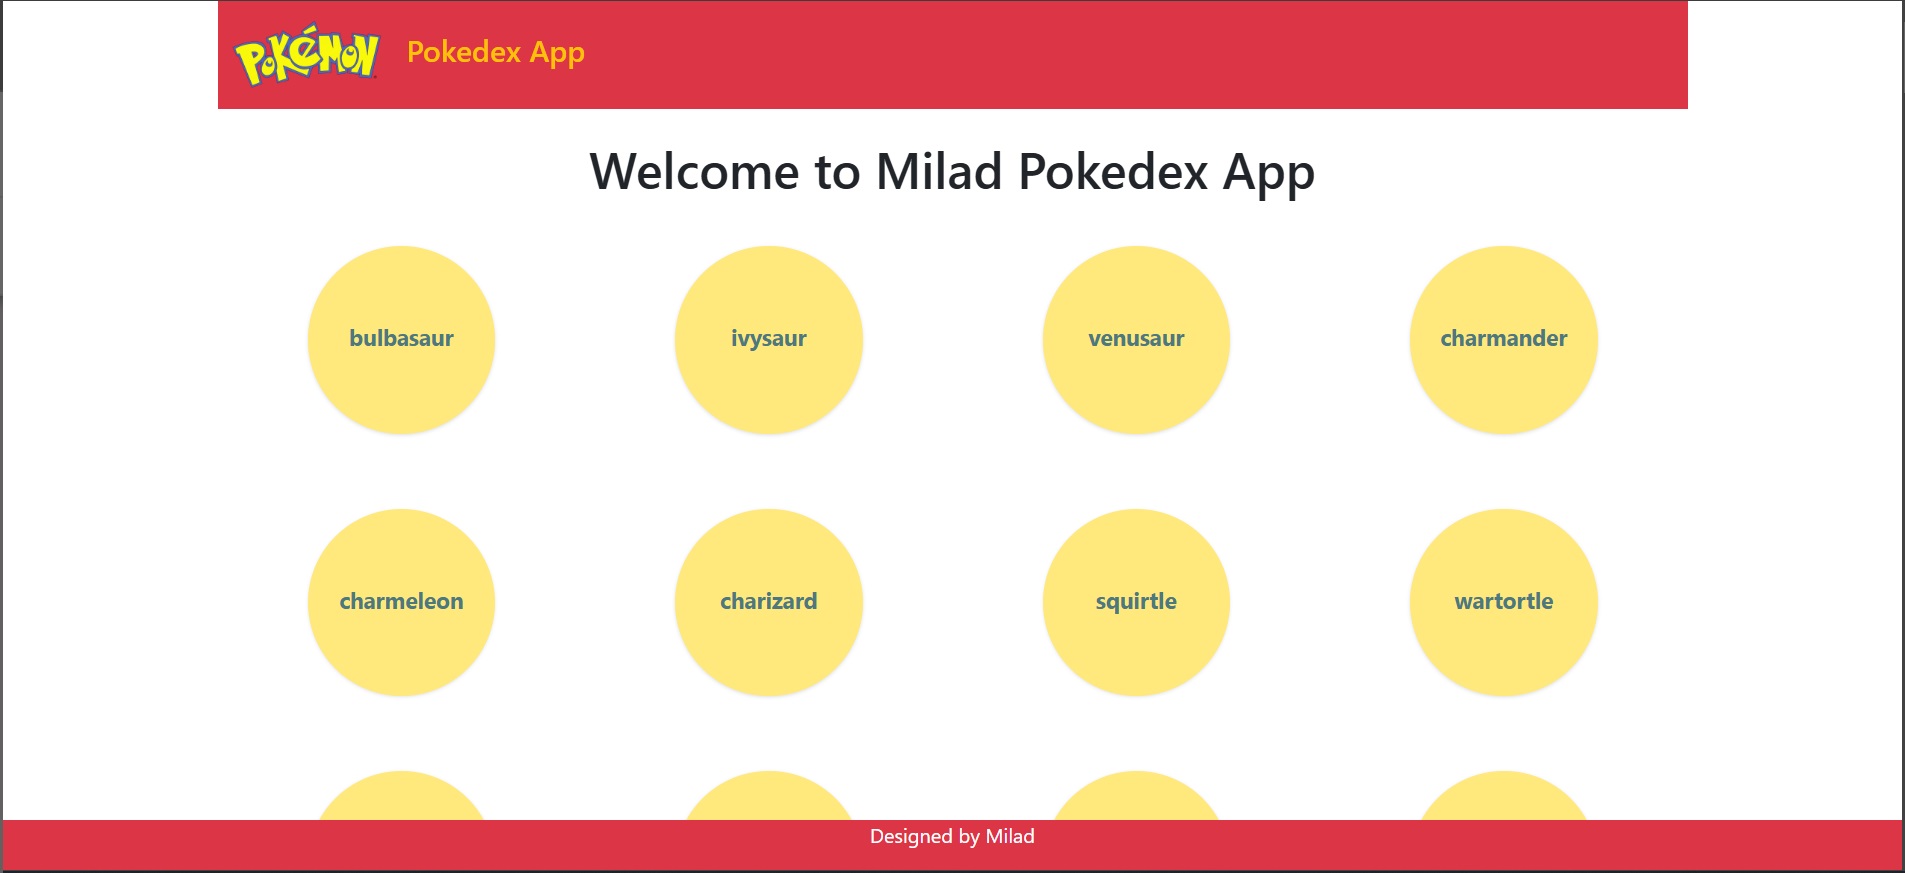 POKéMON
Pokedex App
Welcome to Milad Pokedex App
bulbasaur
ivysaur
venusaur
charmander
charmeleon
charizard
squirtle
wartortle
Designed by Milad